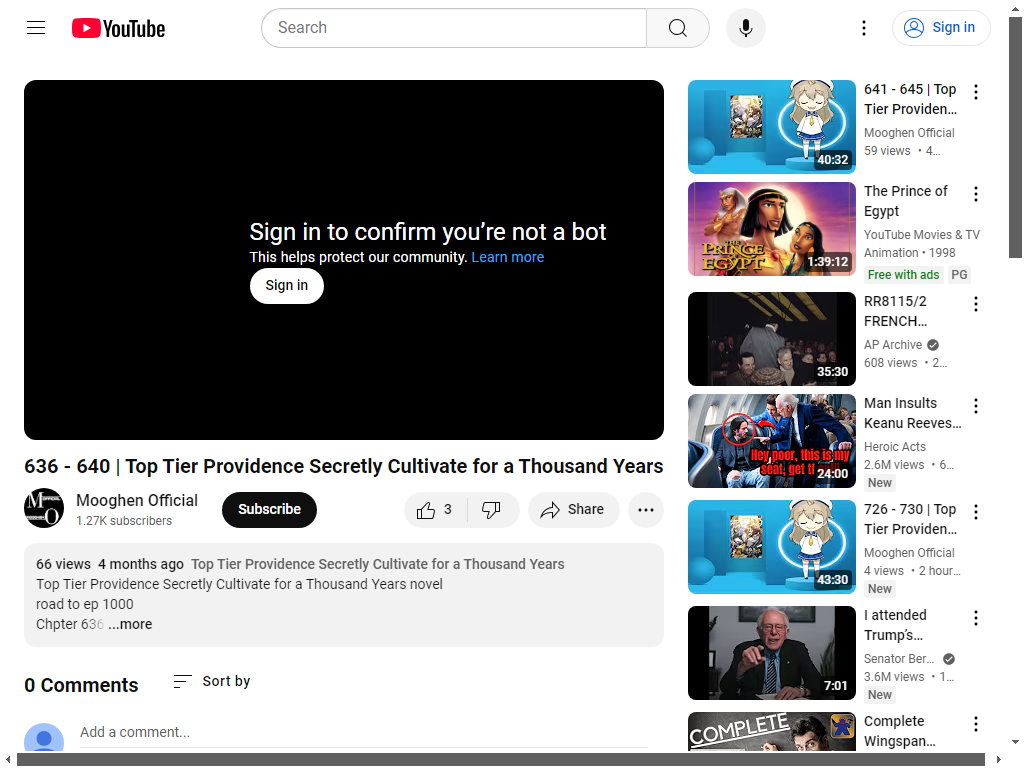 YouTube
Search
Sign in
Sign in to confirm you’re not a bot
This helps protect our community. Learn more
Sign in
636 - 640 | Top Tier Providence Secretly Cultivate for a Thousand Years
Mooghen Official
1.27K subscribers
Subscribe
3
Share
66 views 4 months ago Top Tier Providence Secretly Cultivate for a Thousand Years
Top Tier Providence Secretly Cultivate for a Thousand Years novel
road to ep 1000
Chpter 636 ...more
0 Comments
Sort by
Add a comment...
40:32
641 - 645 | Top
Tier Providen...
Mooghen Official
59 views • 4...
THE
PRINCE
OF
EGYPT
1:39:12
The Prince of
Egypt
YouTube Movies & TV
Animation • 1998
Free with ads PG
35:30
RR8115/2
FRENCH...
AP Archive
608 views • 2...
Hey poor, this is my
seat, get tf
24:00
Man Insults
Keanu Reeves...
Heroic Acts
2.6M views • 6...
New
43:30
726 - 730 | Top
Tier Providen...
Mooghen Official
4 views • 2 hour...
New
7:01
I attended
Trump’s...
Senator Ber...
3.6M views • 1...
New
COMPLETE
Complete
Wingspan...